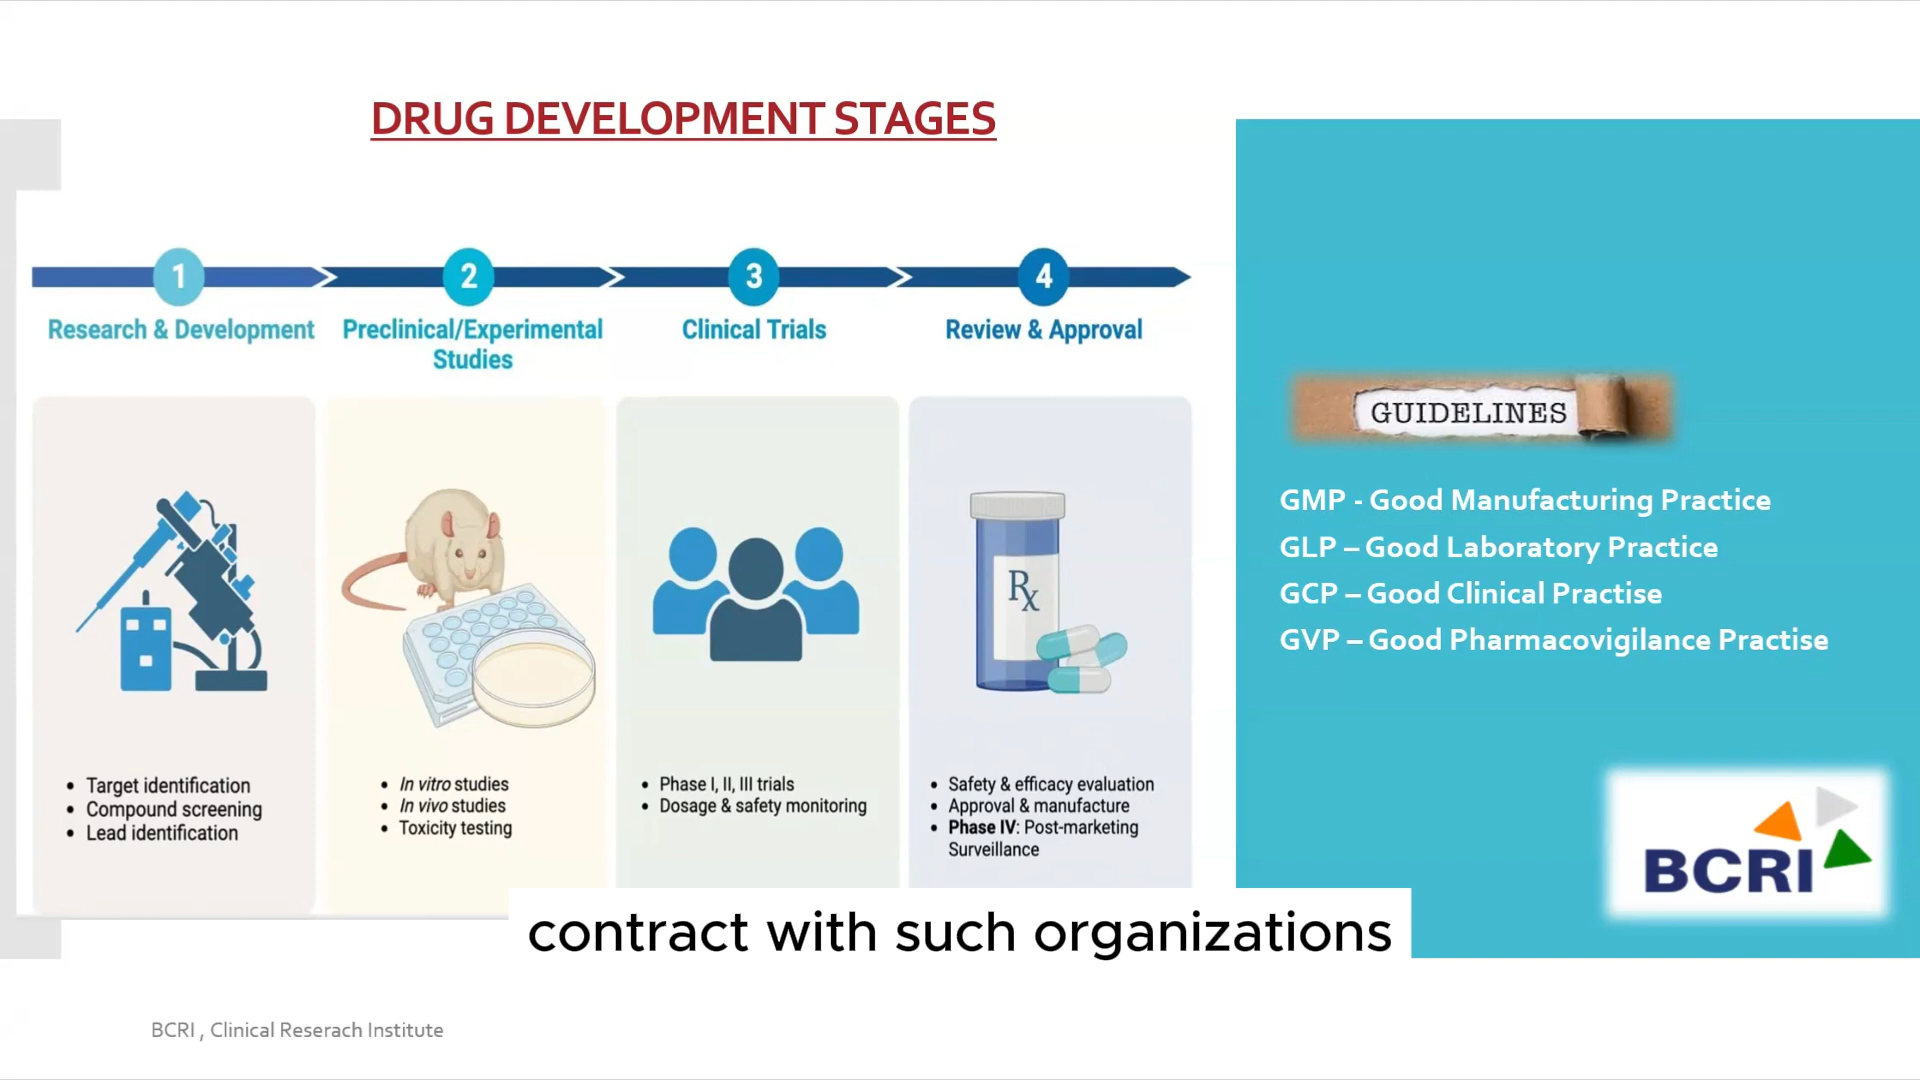 DRUG DEVELOPMENT STAGES
1
2
3
4
Research & Development
Preclinical/Experimental
Studies
Clinical Trials
Review & Approval
Rx
• Target identification
• Compound screening
• Lead identification
• In vitro studies
• In vivo studies
• Toxicity testing
• Phase I, II, III trials
• Dosage & safety monitoring
• Safety & efficacy evaluation
• Approval & manufacture
• Phase IV: Post-marketing
Surveillance
GUIDELINES
GMP - Good Manufacturing Practice
GLP – Good Laboratory Practice
GCP – Good Clinical Practise
GVP – Good Pharmacovigilance Practise
BCRI
contract with such organizations
BCRI , Clinical Reserach Institute